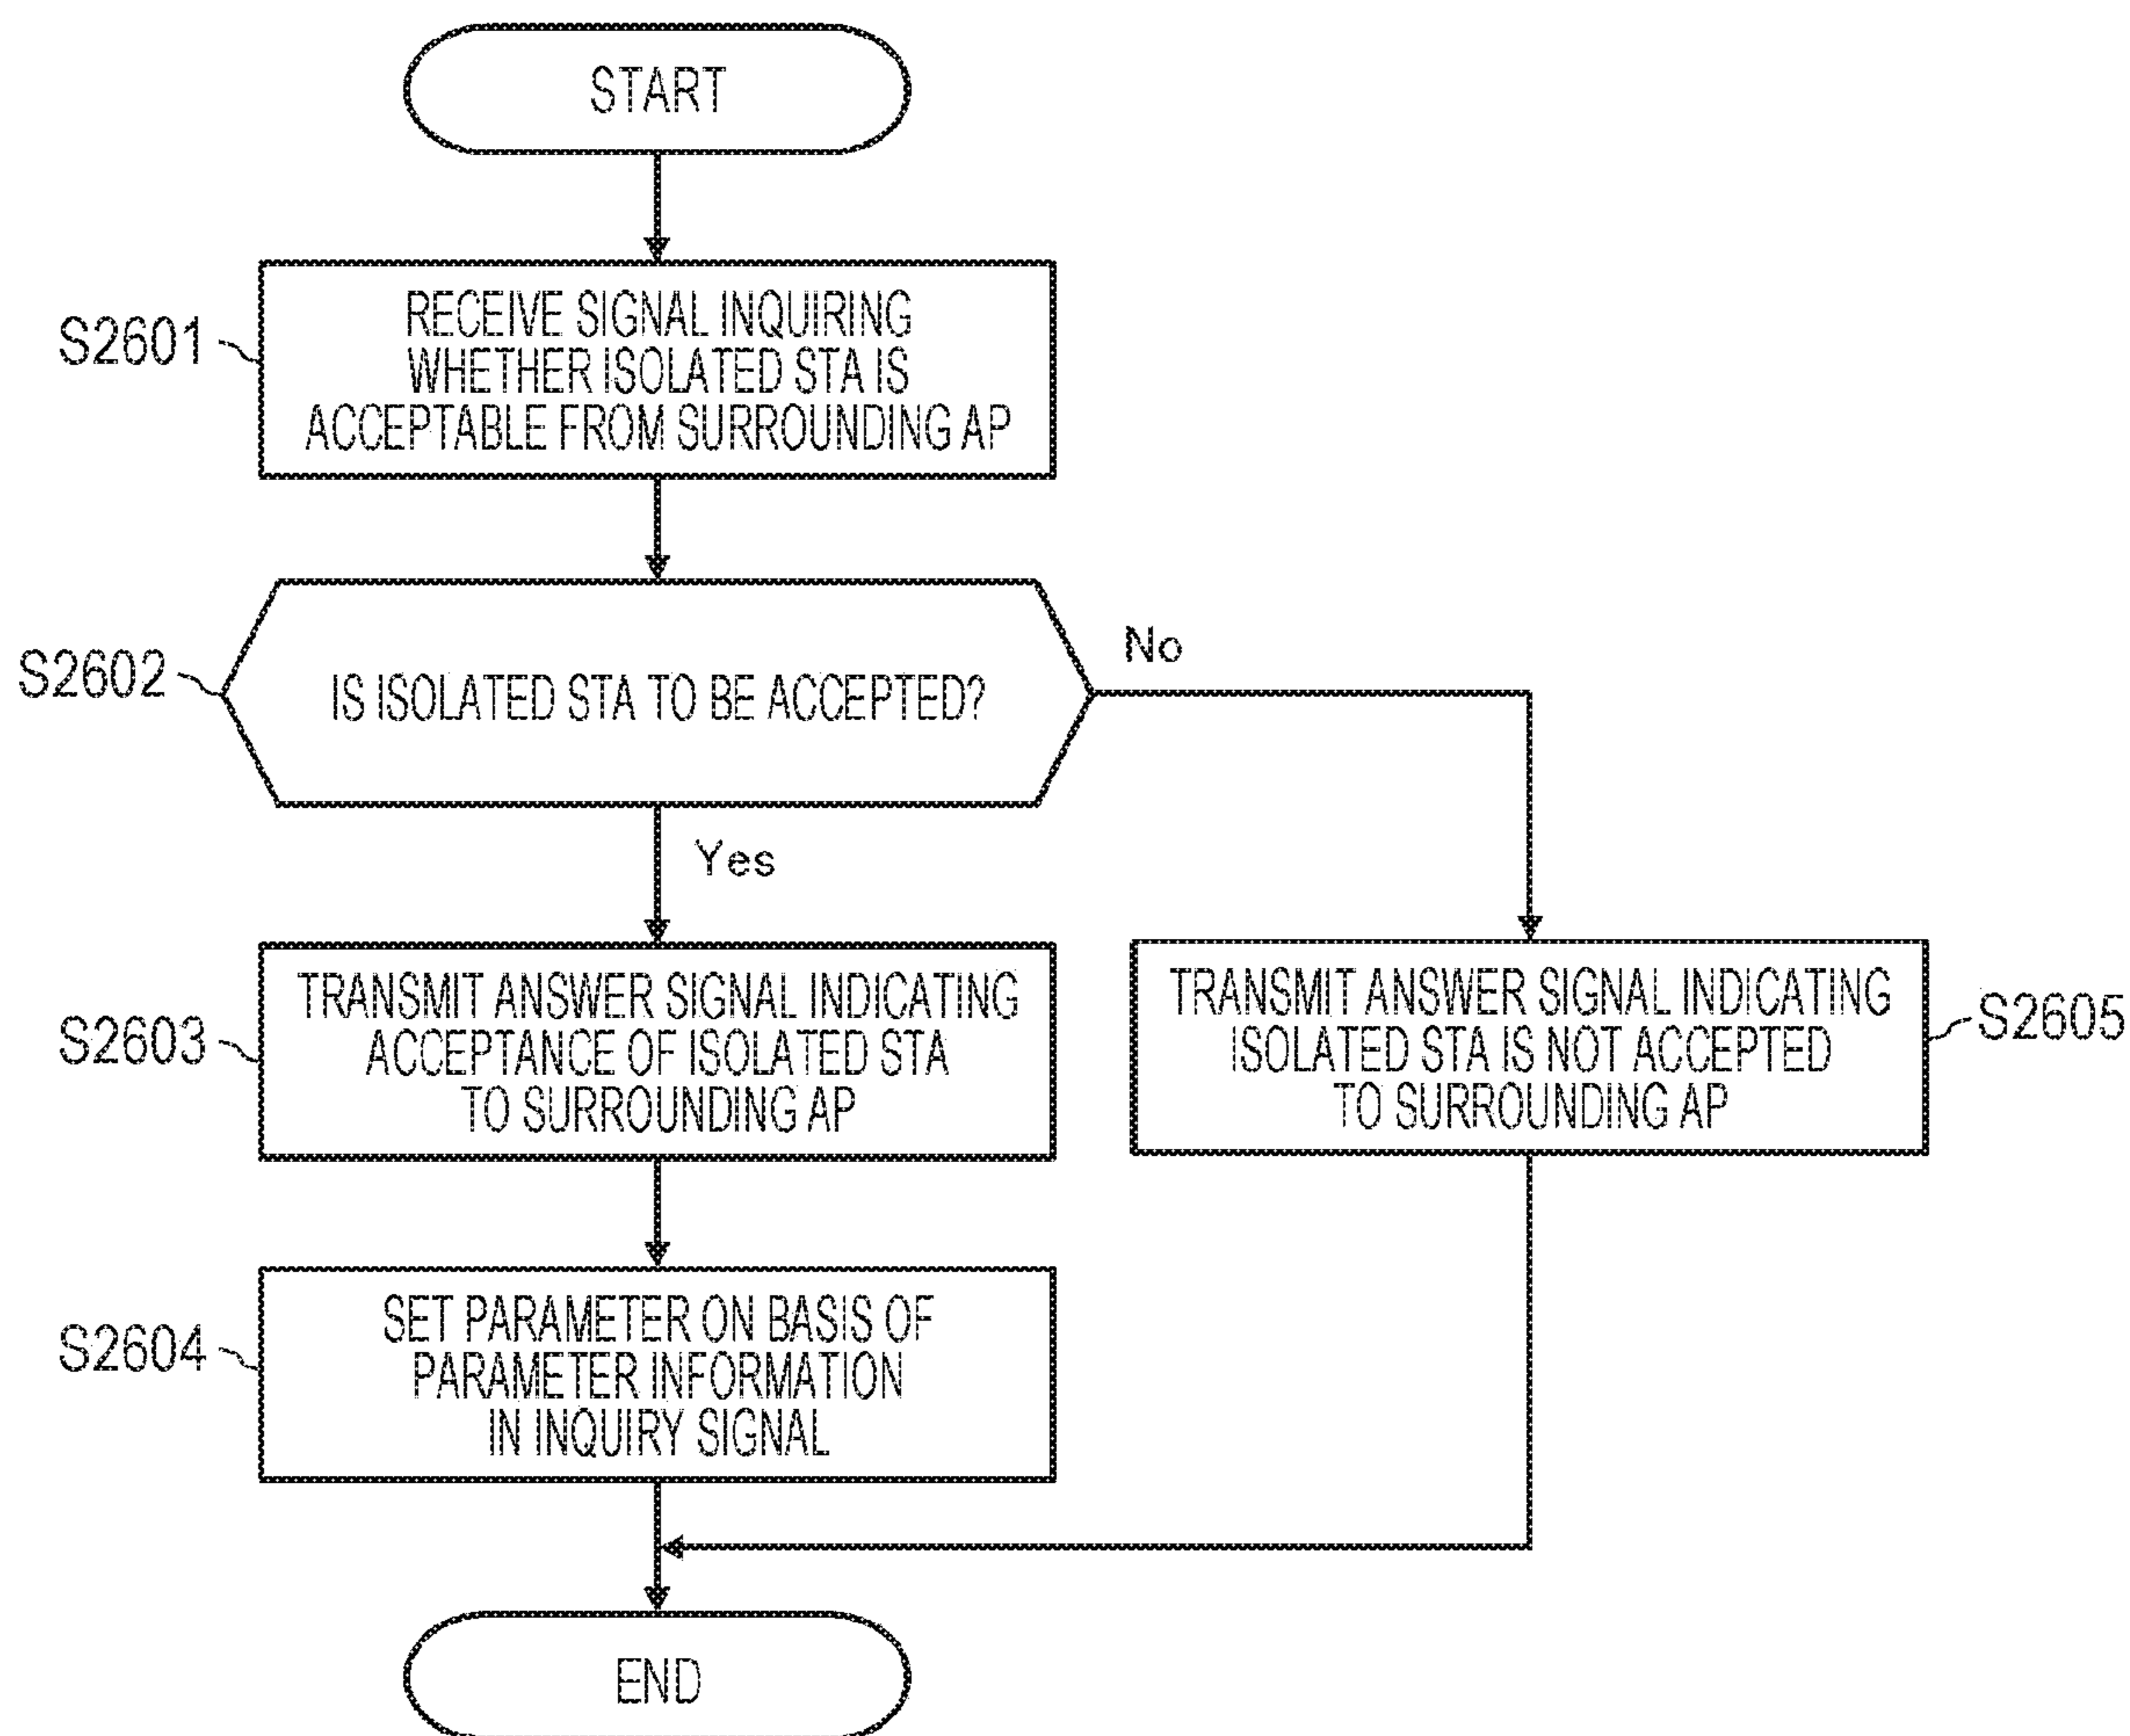 START
S2601
RECEIVE SIGNAL INQUIRING
WHETHER ISOLATED STA IS
ACCEPTABLE FROM SURROUNDING AP
S2602
IS ISOLATED STA TO BE ACCEPTED?
No
Yes
S2603
TRANSMIT ANSWER SIGNAL INDICATING
ACCEPTANCE OF ISOLATED STA
TO SURROUNDING AP
TRANSMIT ANSWER SIGNAL INDICATING
ISOLATED STA IS NOT ACCEPTED
TO SURROUNDING AP
S2605
S2604
SET PARAMETER ON BASIS OF
PARAMETER INFORMATION
IN INQUIRY SIGNAL
END